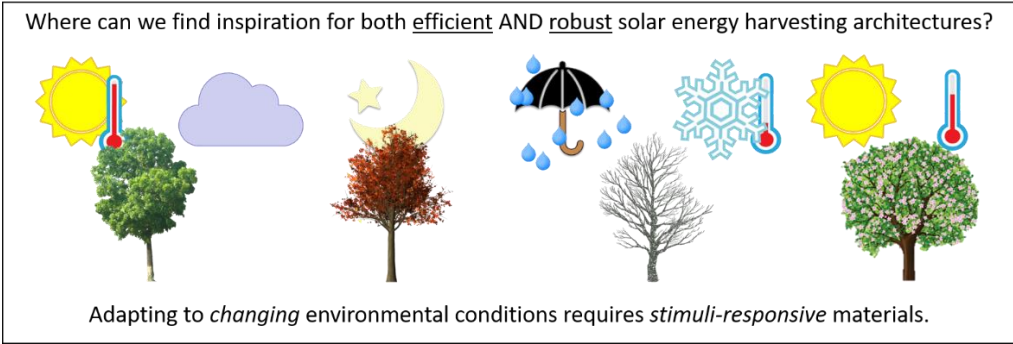 Where can we find inspiration for both efficient AND robust solar energy harvesting architectures?
Adapting to changing environmental conditions requires stimuli-responsive materials.